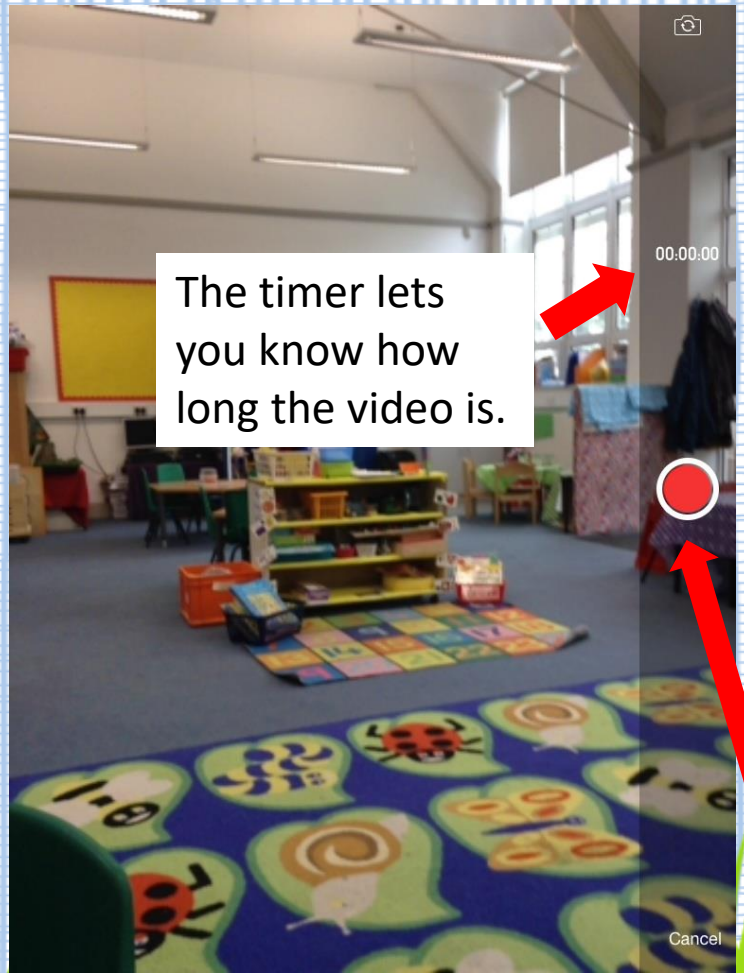 00:00:00
The timer lets
you know how
long the video is.
Cancel